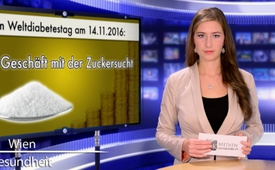 n Weltdiabetestag am 14.11.2016:
Geschäft mit der Zuckersucht
Wien
esundheit